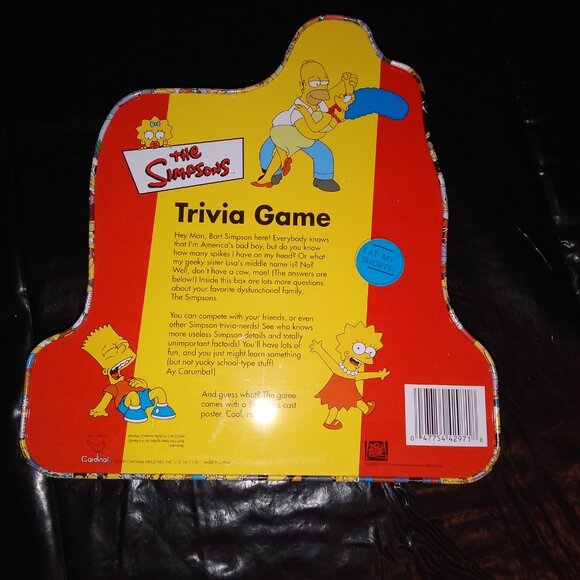 THE
SIMPSONS
Trivia Game
Hey Man, Bart Simpson here! Everybody knows
that I'm America's bad boy, but do you know
how many spikes I have on my head? Or what
my geeky sister Lisa's middle name is? No?
Well, don't have a cow, man! (The answers are
below!) Inside this box are lots more questions
about your favorite dysfunctional family,
The Simpsons.
EAT MY
SHORTS!
You can compete with your friends, or even
other Simpson trivia-nerds! See who knows
more useless Simpson details and totally
unimportant factoids! You'll have lots of
fun, and you just might learn something
(but not yucky school-type stuff!
Ay Carumba!)
And guess what? The game
comes with a S cast
poster. Cool,
Cardinal
MADE IN CHINA
0 47754 42971 6